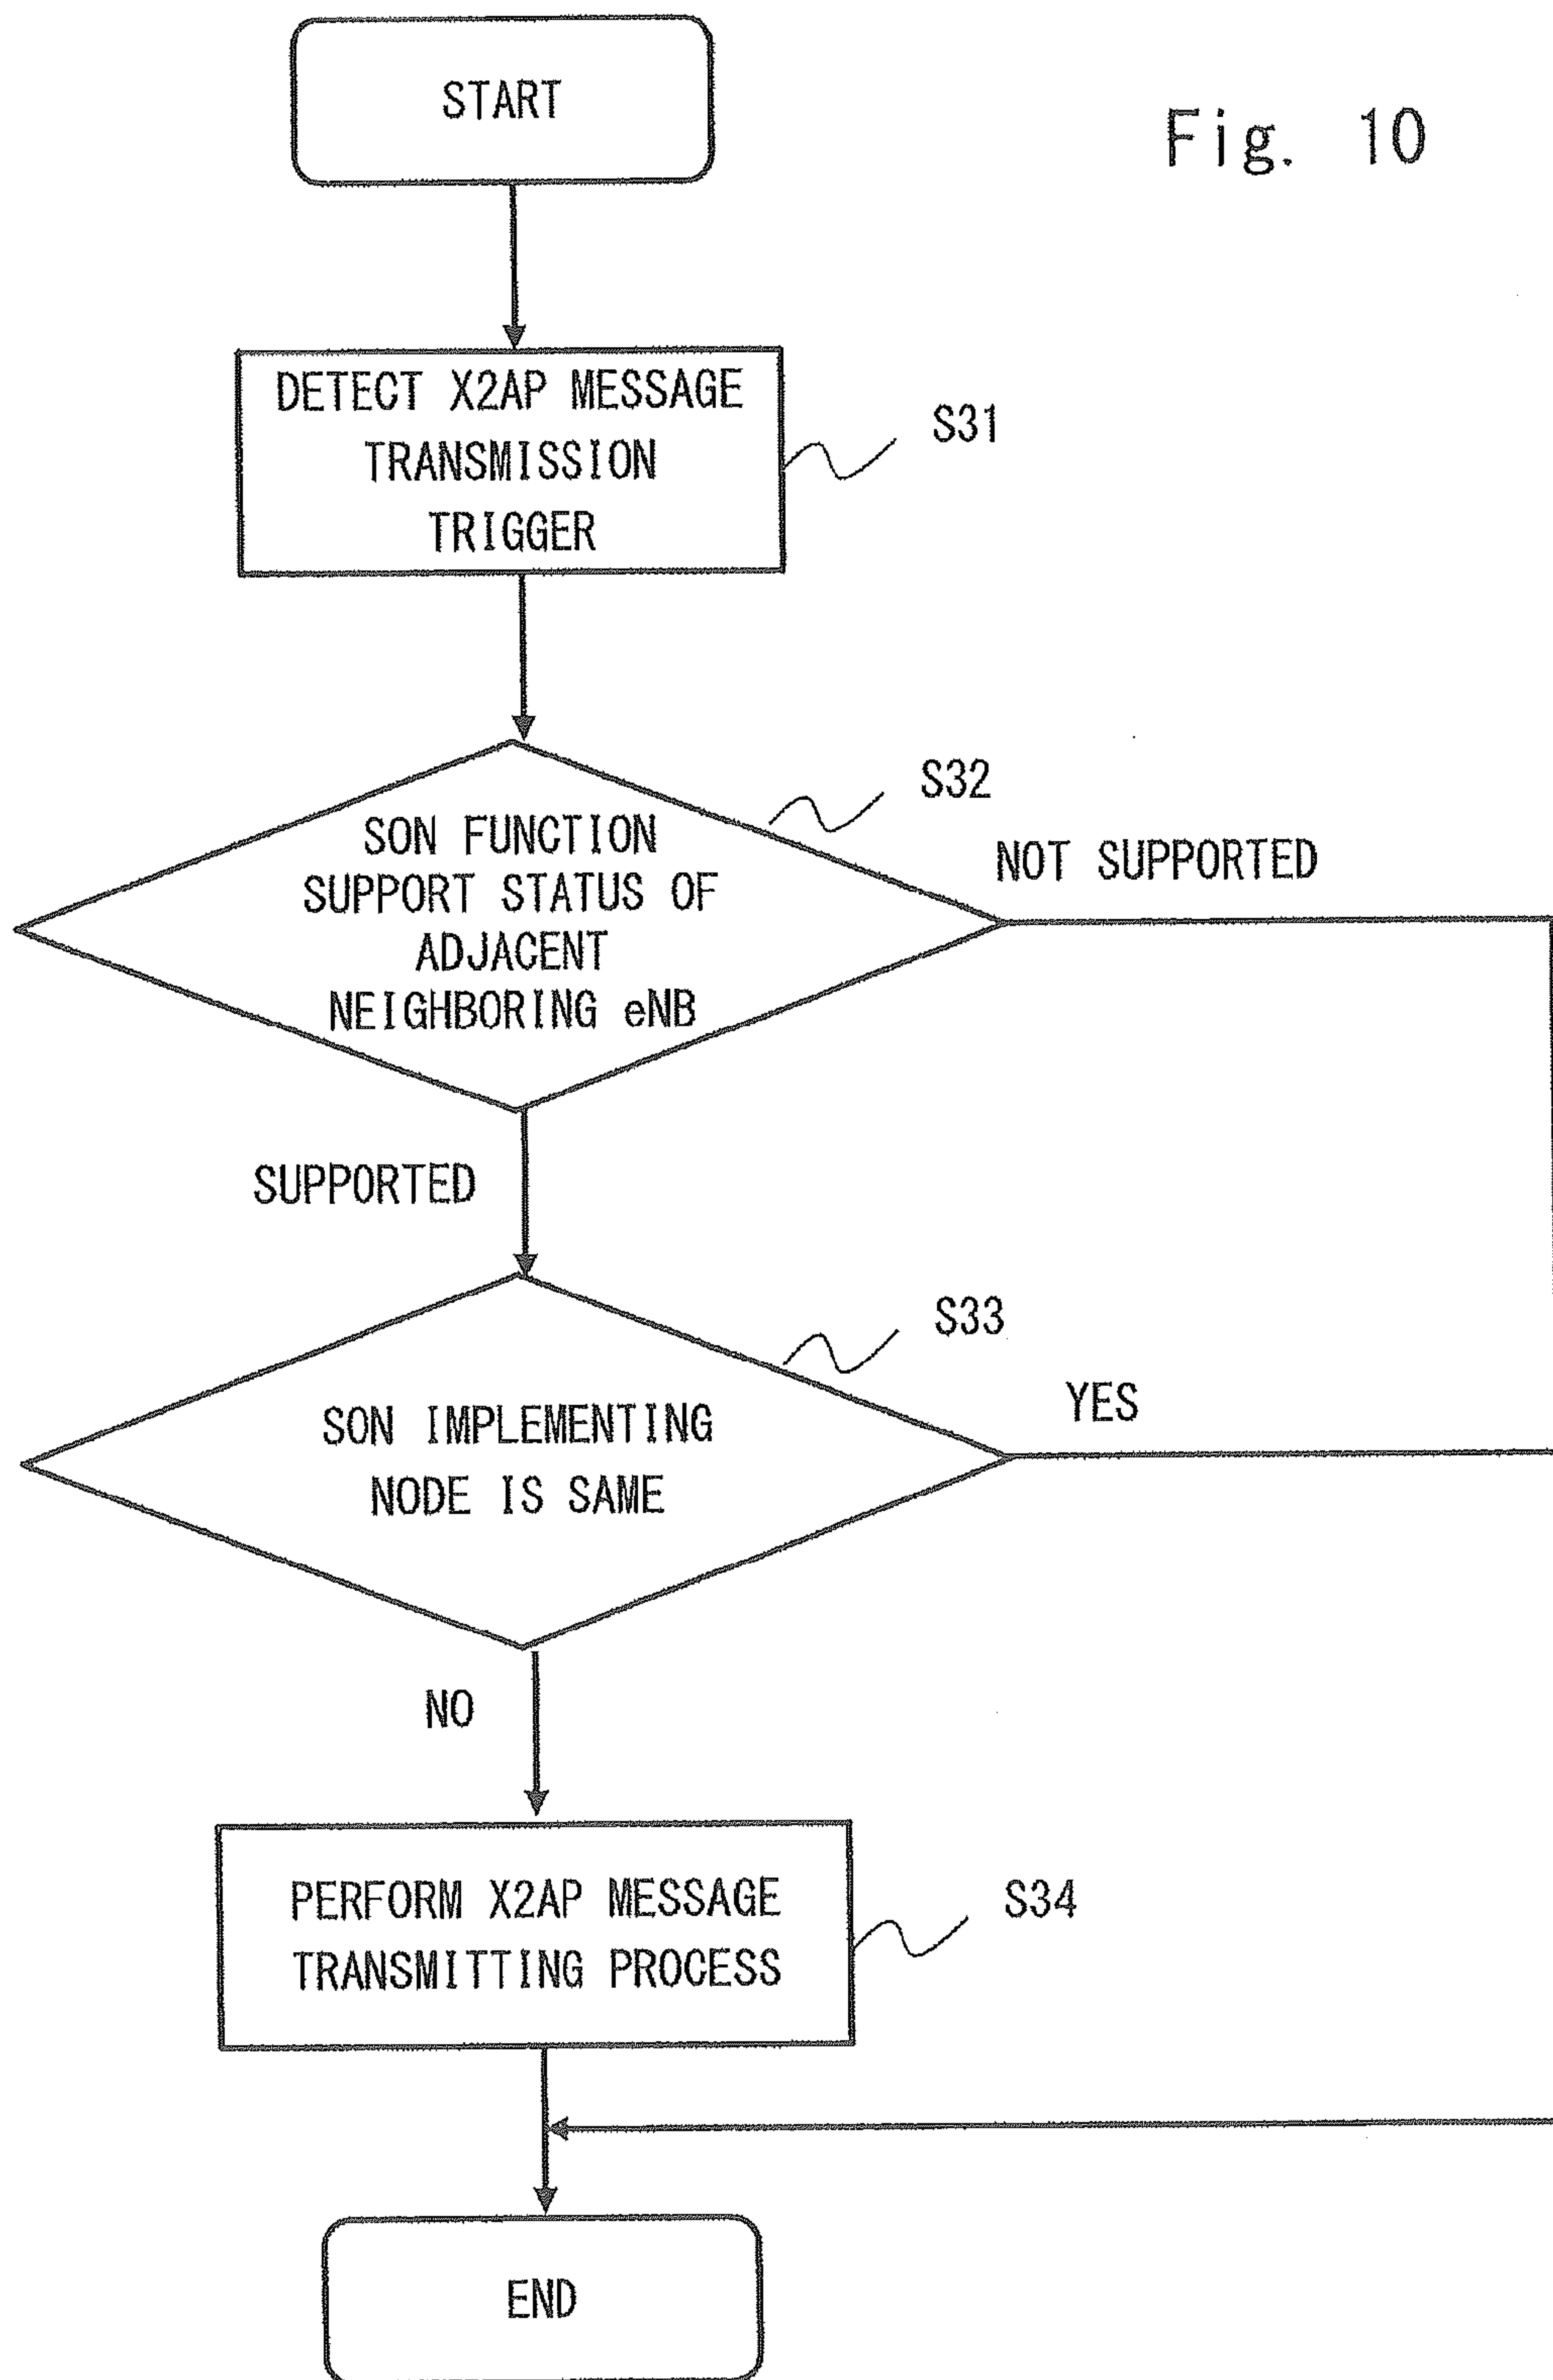 START
Fig. 10
DETECT X2AP MESSAGE
TRANSMISSION
TRIGGER
S31
S32
SON FUNCTION
SUPPORT STATUS OF
ADJACENT
NEIGHBORING eNB
NOT SUPPORTED
SUPPORTED
S33
SON IMPLEMENTING
NODE IS SAME
YES
NO
PERFORM X2AP MESSAGE
TRANSMITTING PROCESS
S34
END